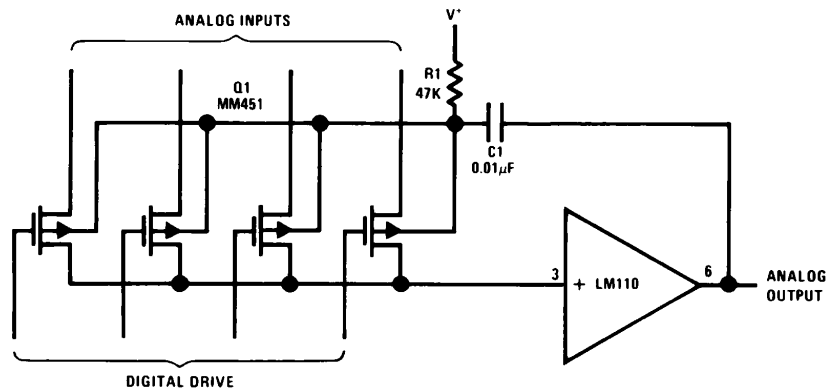 ANALOG INPUTS
V+
R1
47K
Q1
MM451
C1
0.01μF
3
+
LM110
6
ANALOG
OUTPUT
DIGITAL DRIVE